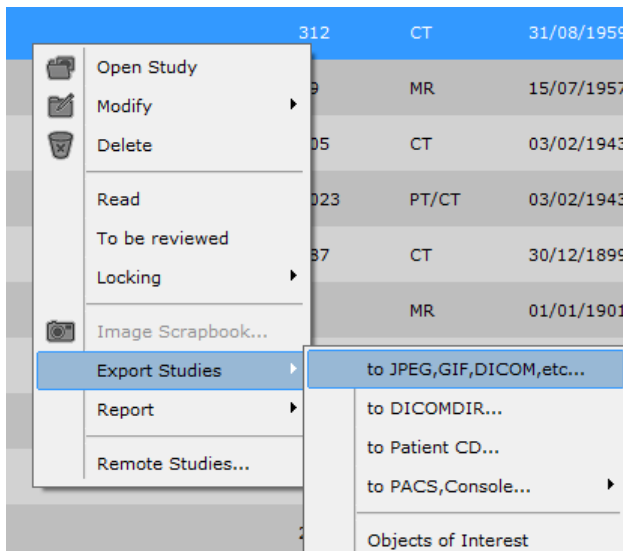 312 CT 31/08/1959
Open Study
9 MR 15/07/1957
Modify
Delete
05 CT 03/02/1943
Read
023 PT/CT 03/02/1943
To be reviewed
87 CT 30/12/1899
Locking
MR 01/01/1901
Image Scrapbook...
Export Studies
to JPEG,GIF,DICOM,etc...
Report
to DICOMDIR...
to Patient CD...
Remote Studies...
to PACS,Console...
Objects of Interest